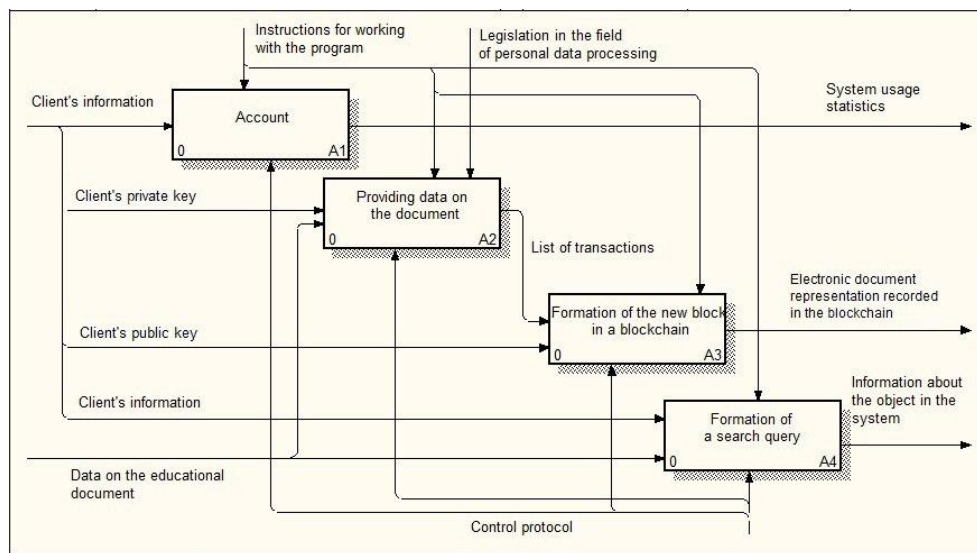 Instructions for working
with the program
Legislation in the field
of personal data processing
Client's information
System usage
statistics
Account
0
A1
Client's private key
Providing data on
the document
0
A2
List of transactions
Electronic document
representation recorded
in the blockchain
Formation of the new block
in a blockchain
0
A3
Client's public key
Information about
the object in the
system
Client's information
Formation of
a search query
0
A4
Data on the educational
document
Control protocol